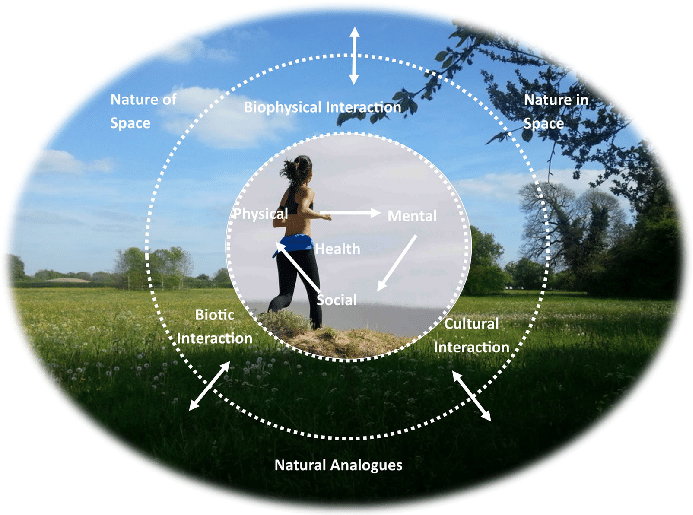 Nature of
Space
Biophysical Interaction
Nature in
Space
Physical
Mental
Health
Social
Biotic
Interaction
Cultural
Interaction
Natural Analogues